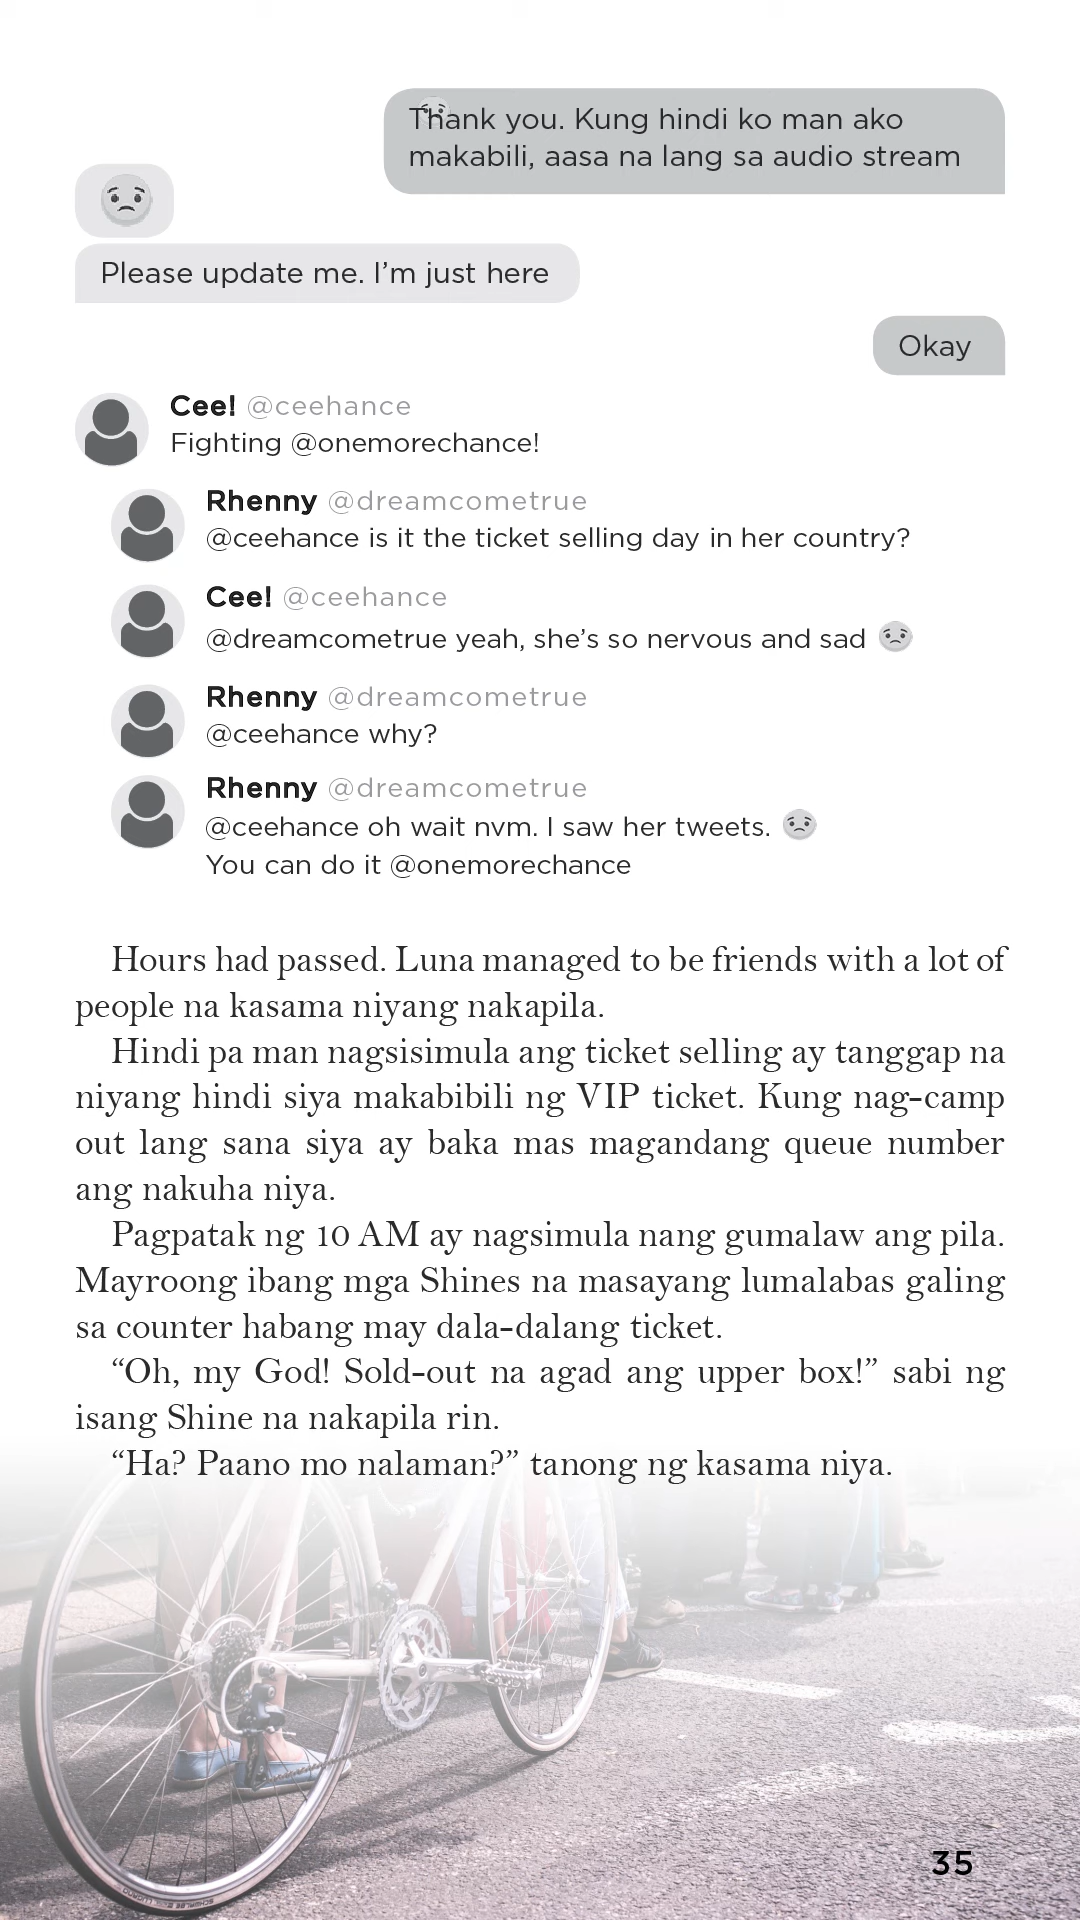 Thank you. Kung hindi ko man ako
makabili, aasa na lang sa audio stream
Please update me. I’m just here
Okay
Cee! @ceehance
Fighting @onemorechance!
Rhenny @dreamcometrue
@ceehance is it the ticket selling day in her country?
Cee! @ceehance
@dreamcometrue yeah, she’s so nervous and sad
Rhenny @dreamcometrue
@ceehance why?
Rhenny @dreamcometrue
@ceehance oh wait nvm. I saw her tweets.
You can do it @onemorechance
Hours had passed. Luna managed to be friends with a lot of
people na kasama niyang nakapila.
Hindi pa man nagsisimula ang ticket selling ay tanggap na
niyang hindi siya makabibili ng VIP ticket. Kung nag-camp
out lang sana siya ay baka mas magandang queue number
ang nakuha niya.
Pagpatak ng 10 AM ay nagsimula nang gumalaw ang pila.
Mayroong ibang mga Shines na masayang lumalabas galing
sa counter habang may dala-dalang ticket.
“Oh, my God! Sold-out na agad ang upper box!” sabi ng
isang Shine na nakapila rin.
“Ha? Paano mo nalaman?” tanong ng kasama niya.
35